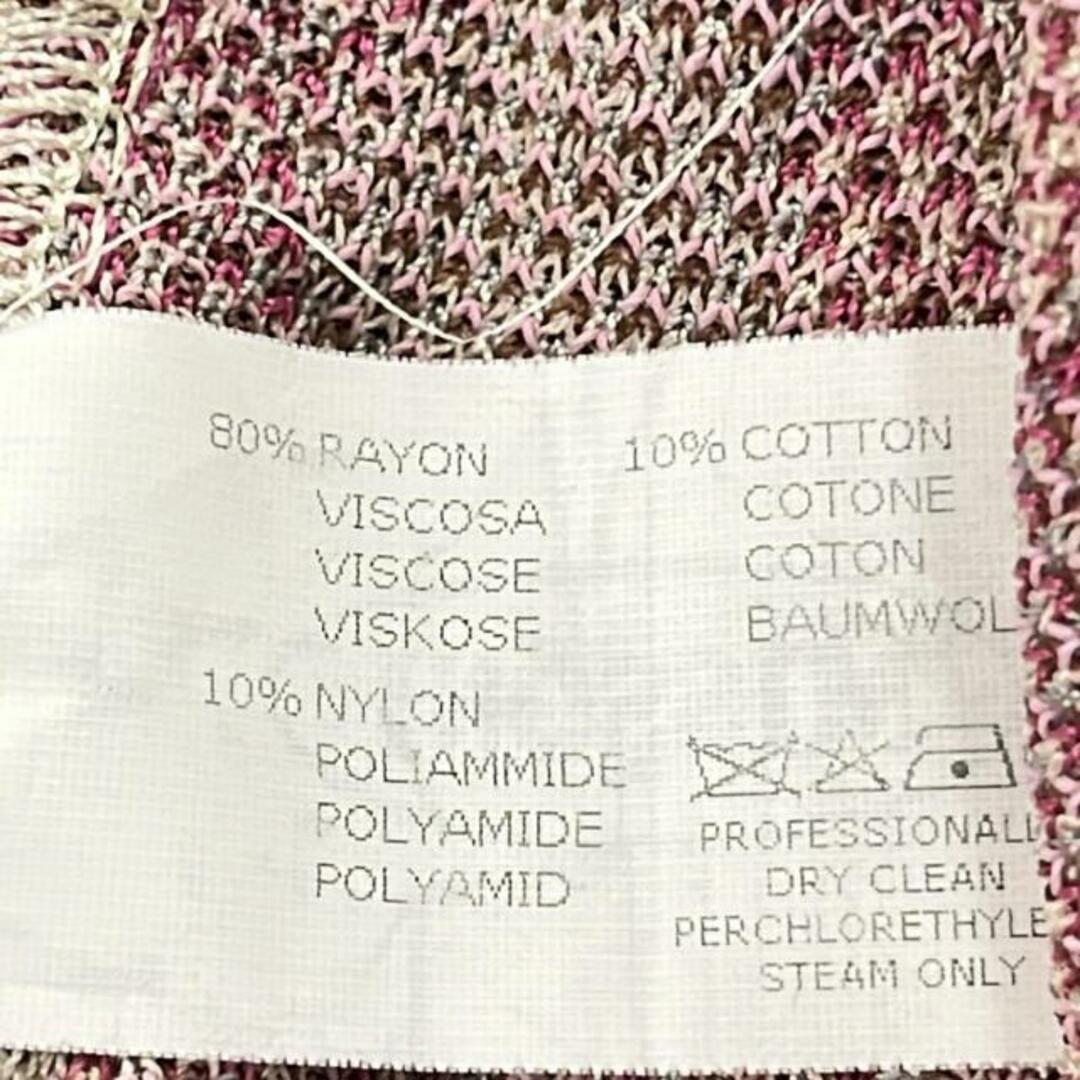 80% RAYON
VISCOSA
VISCOSE
VISKOSE
10% NYLON
POLIAMMIDE
POLYAMIDE
POLYAMID
10% COTTON
COTONE
COTON
BAUMWOL
PROFESSIONALL
DRY CLEAN
PERCHLORETHYLE
STEAM ONLY